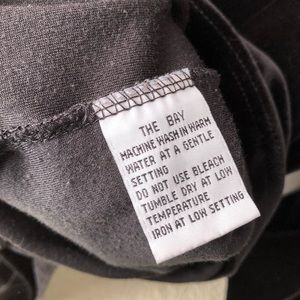 THE BAY
MACHINE WASH IN WARM
WATER AT A GENTLE
SETTING
DO NOT USE BLEACH
TUMBLE DRY AT LOW
TEMPERATURE
IRON AT LOW SETTING